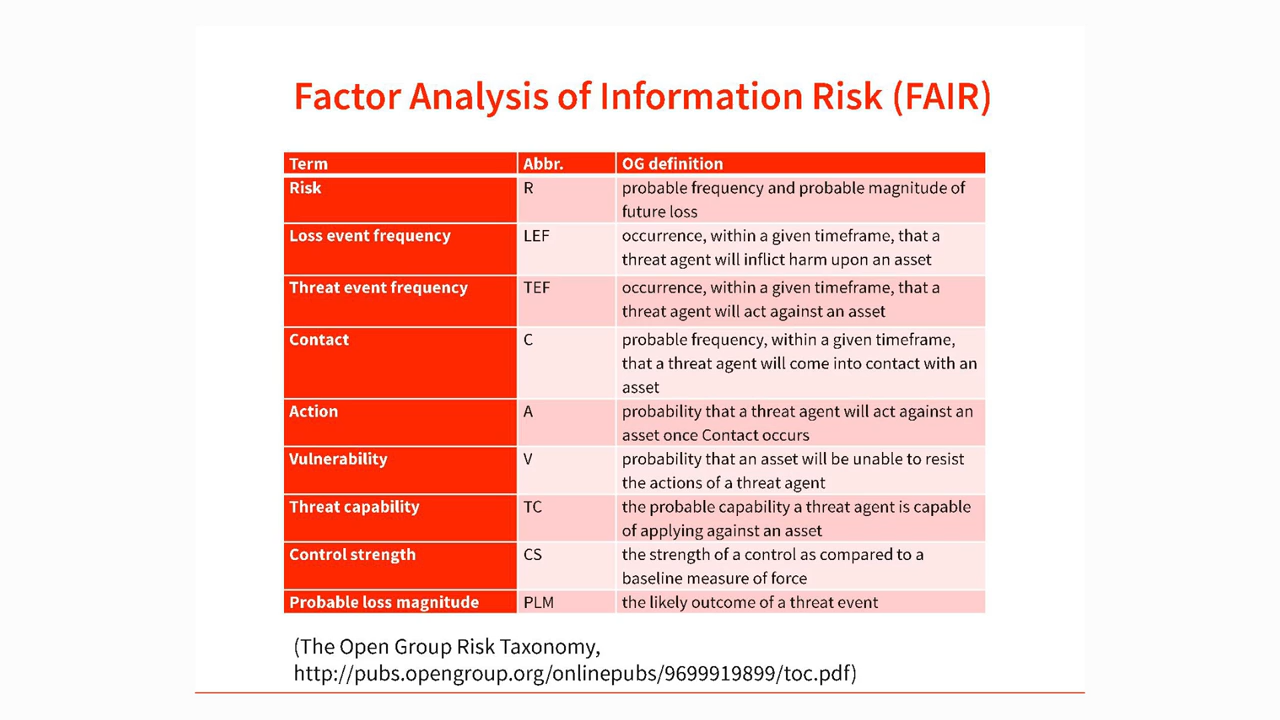 Factor Analysis of Information Risk (FAIR)
Term Abbr. OG definition
Risk R probable frequency and probable magnitude of
future loss
Loss event frequency LEF occurrence, within a given timeframe, that a
threat agent will inflict harm upon an asset
Threat event frequency TEF occurrence, within a given timeframe, that a
threat agent will act against an asset
Contact C probable frequency, within a given timeframe,
that a threat agent will come into contact with an
asset
Action A probability that a threat agent will act against an
asset once Contact occurs
Vulnerability V probability that an asset will be unable to resist
the actions of a threat agent
Threat capability TC the probable capability a threat agent is capable
of applying against an asset
Control strength CS the strength of a control as compared to a
baseline measure of force
Probable loss magnitude PLM the likely outcome of a threat event
(The Open Group Risk Taxonomy,
http://pubs.opengroup.org/onlinepubs/9699919899/toc.pdf)